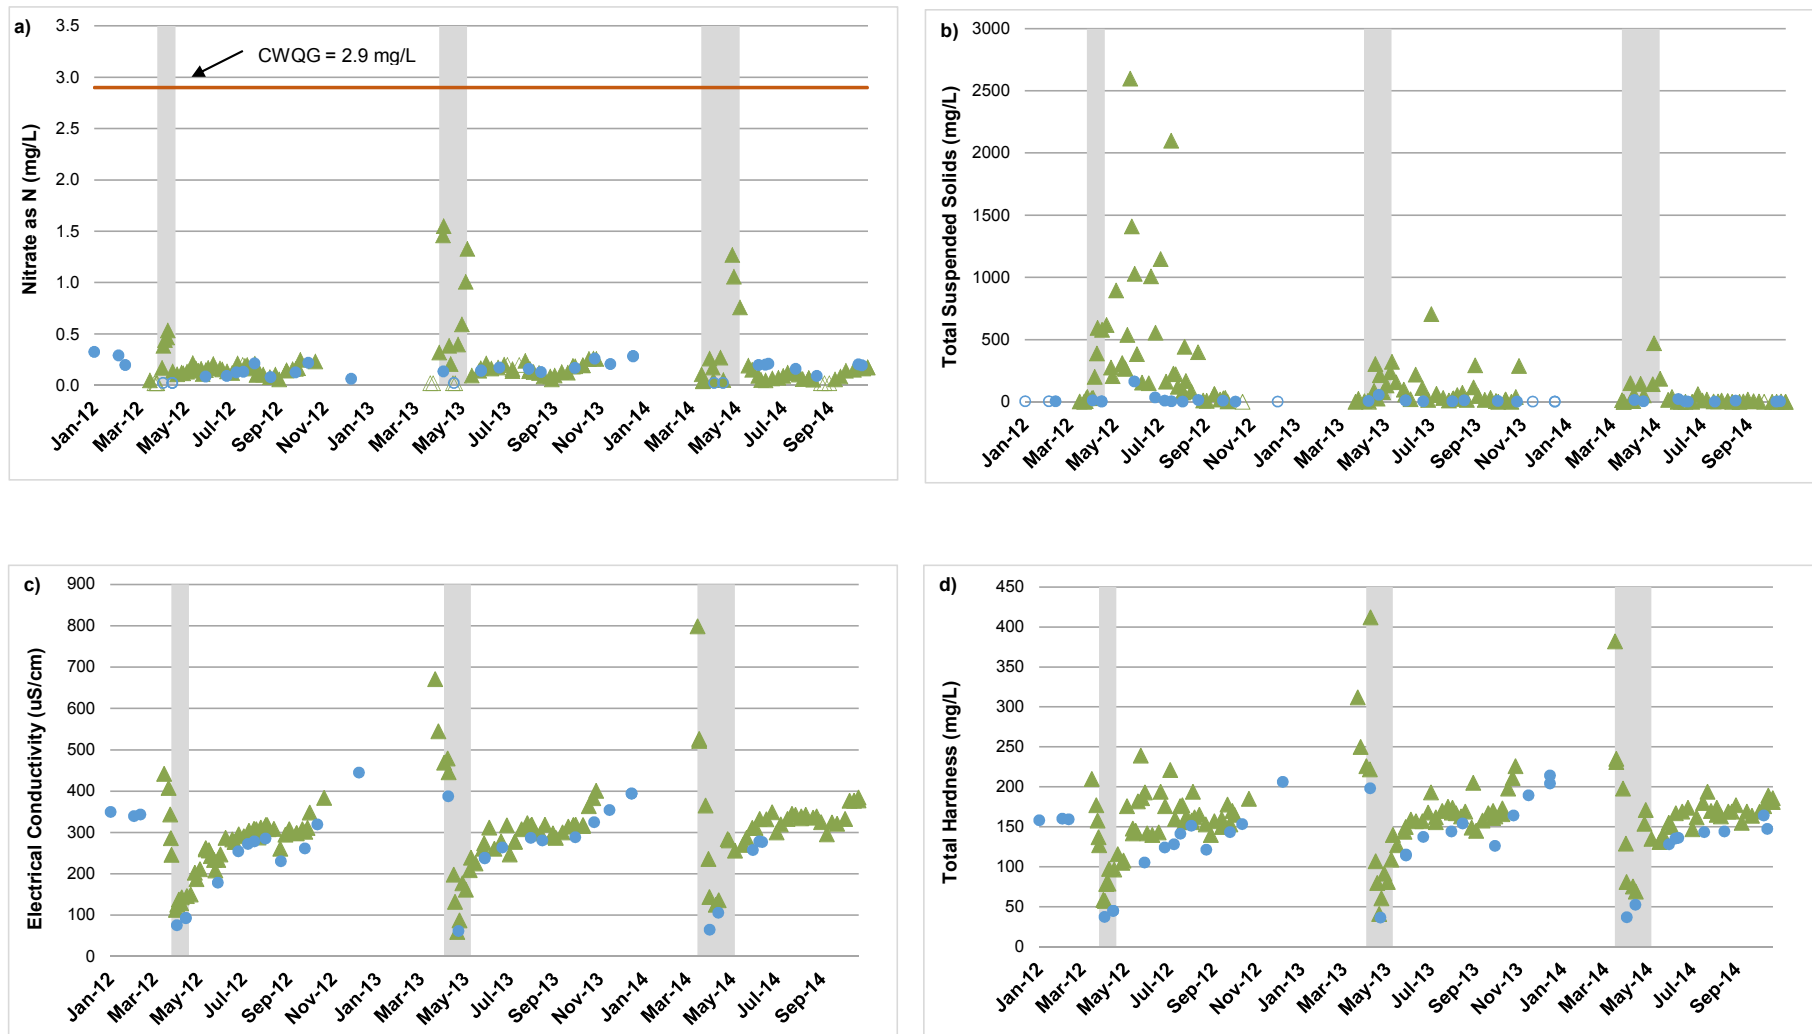 a)
CWQG = 2.9 mg/L
Nitrate as N (mg/L)
3.5
3.0
2.5
2.0
1.5
1.0
0.5
0.0
Jan-12
Mar-12
May-12
Jul-12
Sep-12
Nov-12
Jan-13
Mar-13
May-13
Jul-13
Sep-13
Nov-13
Jan-14
Mar-14
May-14
Jul-14
Sep-14
b)
Total Suspended Solids (mg/L)
3000
2500
2000
1500
1000
500
0
Jan-12
Mar-12
May-12
Jul-12
Sep-12
Nov-12
Jan-13
Mar-13
May-13
Jul-13
Sep-13
Nov-13
Jan-14
Mar-14
May-14
Jul-14
Sep-14
c)
Electrical Conductivity (uS/cm)
900
800
700
600
500
400
300
200
100
0
Jan-12
Mar-12
May-12
Jul-12
Sep-12
Nov-12
Jan-13
Mar-13
May-13
Jul-13
Sep-13
Nov-13
Jan-14
Mar-14
May-14
Jul-14
Sep-14
d)
Total Hardness (mg/L)
450
400
350
300
250
200
150
100
50
0
Jan-12
Mar-12
May-12
Jul-12
Sep-12
Nov-12
Jan-13
Mar-13
May-13
Jul-13
Sep-13
Nov-13
Jan-14
Mar-14
May-14
Jul-14
Sep-14